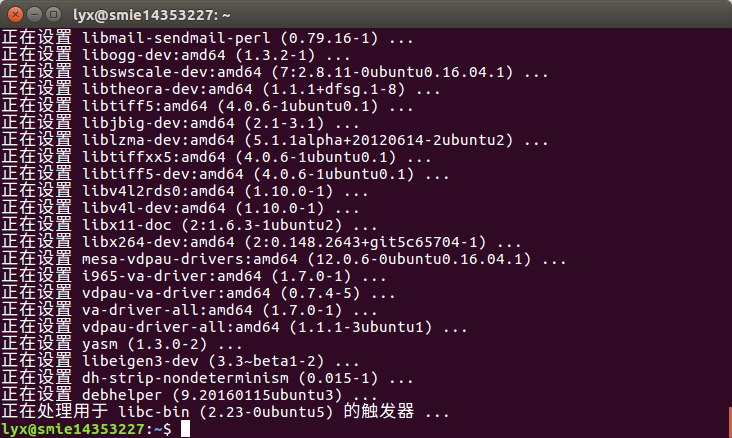 lyx@smie14353227: ~
正在设置 libmail-sendmail-perl (0.79.16-1) ...
正在设置 libogg-dev:amd64 (1.3.2-1) ...
正在设置 libswscale-dev:amd64 (7:2.8.11-0ubuntu0.16.04.1) ...
正在设置 libtheora-dev:amd64 (1.1.1+dfsg.1-8) ...
正在设置 libtiff5:amd64 (4.0.6-1ubuntu0.1) ...
正在设置 libjbig-dev:amd64 (2.1-3.1) ...
正在设置 liblzma-dev:amd64 (5.1.1alpha+20120614-2ubuntu2) ...
正在设置 libtiffxx5:amd64 (4.0.6-1ubuntu0.1) ...
正在设置 libtiff5-dev:amd64 (4.0.6-1ubuntu0.1) ...
正在设置 libv4l2rds0:amd64 (1.10.0-1) ...
正在设置 libv4l-dev:amd64 (1.10.0-1) ...
正在设置 libx11-doc (2:1.6.3-1ubuntu2) ...
正在设置 libx264-dev:amd64 (2:0.148.2643+git5c65704-1) ...
正在设置 mesa-vdpau-drivers:amd64 (12.0.6-0ubuntu0.16.04.1) ...
正在设置 i965-va-driver:amd64 (1.7.0-1) ...
正在设置 vdpau-va-driver:amd64 (0.7.4-5) ...
正在设置 va-driver-all:amd64 (1.7.0-1) ...
正在设置 vdpau-driver-all:amd64 (1.1.1-3ubuntu1) ...
正在设置 yasm (1.3.0-2) ...
正在设置 libeigen3-dev (3.3~beta1-2) ...
正在设置 dh-strip-nondeterminism (0.015-1) ...
正在设置 debhelper (9.20160115ubuntu3) ...
正在处理用于 libc-bin (2.23-0ubuntu5) 的触发器 ...
lyx@smie14353227:~$